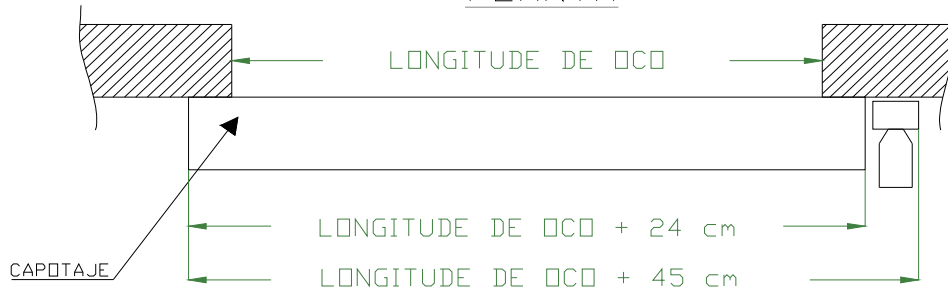 LONGITUDE DE OCO
LONGITUDE DE OCO + 24 cm
CAPOTAJE
LONGITUDE DE OCO + 45 cm